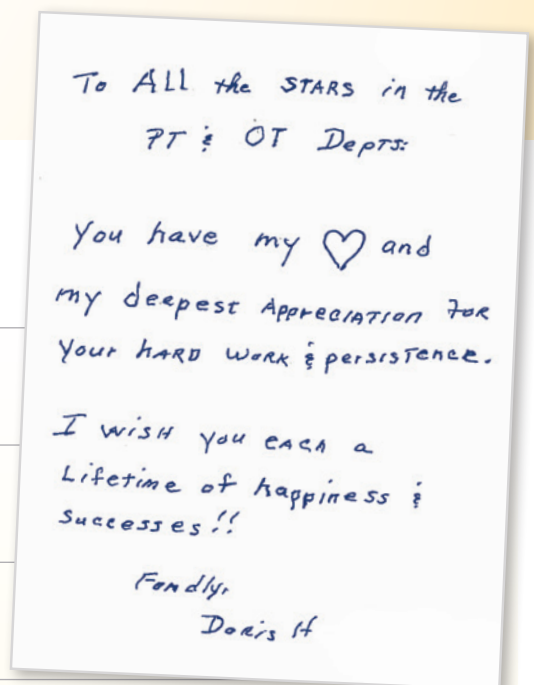 To ALL the STARS in the
PT & OT Depts:
You have my ♡ and
my deepest Appreciation FOR
Your HARD WORK & persistence.
I wish you each a
Lifetime of happiness &
Successes!!
Fondly,
Doris H